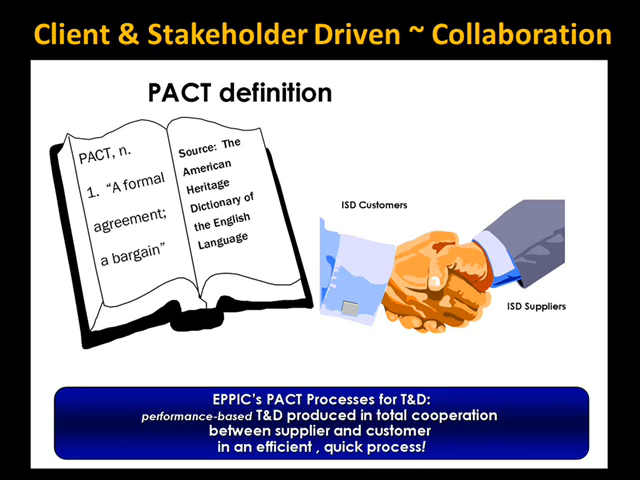 Client & Stakeholder Driven ~ Collaboration
PACT definition
PACT, n.
1. “A formal
agreement;
a bargain”
Source: The
American
Heritage
Dictionary of
the English
Language
ISD Customers
ISD Suppliers
EPPIC’s PACT Processes for T&D:
performance-based T&D produced in total cooperation
between supplier and customer
in an efficient , quick process!